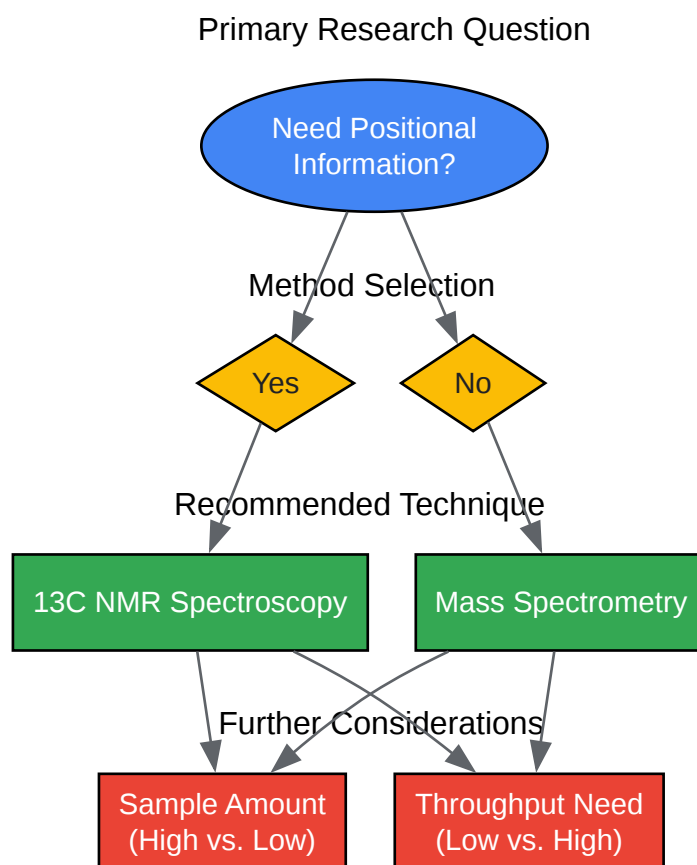 Primary Research Question
Need Positional
Information?
Method Selection
Yes
No
Recommended Technique
13C NMR Spectroscopy
Mass Spectrometry
Further Considerations
Sample Amount
(High vs. Low)
Throughput Need
(Low vs. High)